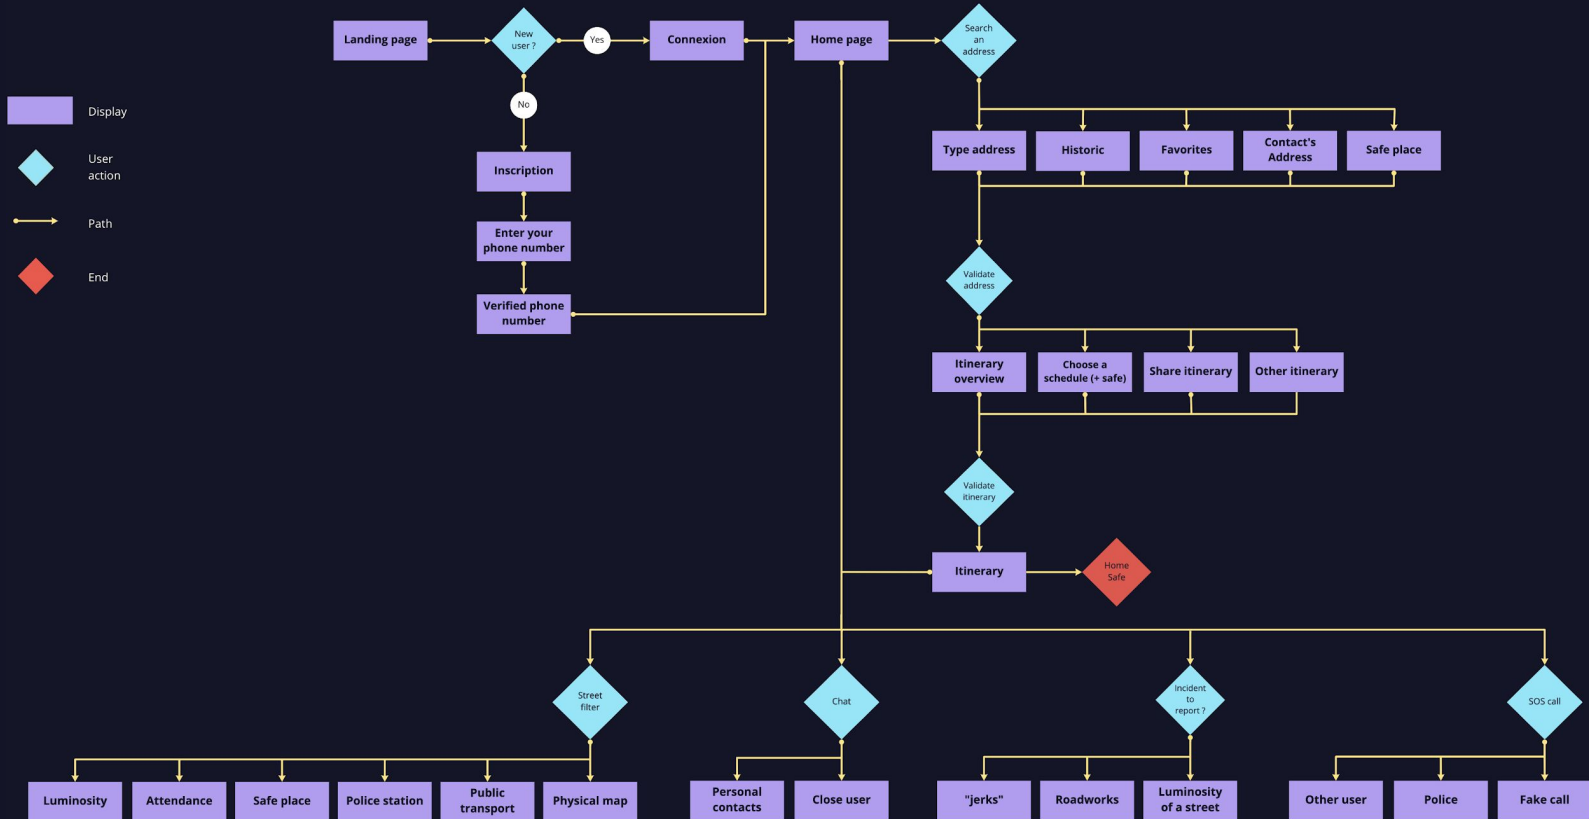 Landing page
New
user ?
Yes
Connexion
Home page
Search
an
address
No
Display
User
action
Path
End
Inscription
Enter your
phone number
Verified phone
number
Type address
Historic
Favorites
Contact's
Address
Safe place
Validate
address
Itinerary
overview
Choose a
schedule (+ safe)
Share itinerary
Other itinerary
Validate
itinerary
Itinerary
Home
Safe
Street
filter
Chat
Incident
to
report ?
SOS call
Luminosity
Attendance
Safe place
Police station
Public
transport
Physical map
Personal
contacts
Close user
"jerks"
Roadworks
Luminosity
of a street
Other user
Police
Fake call